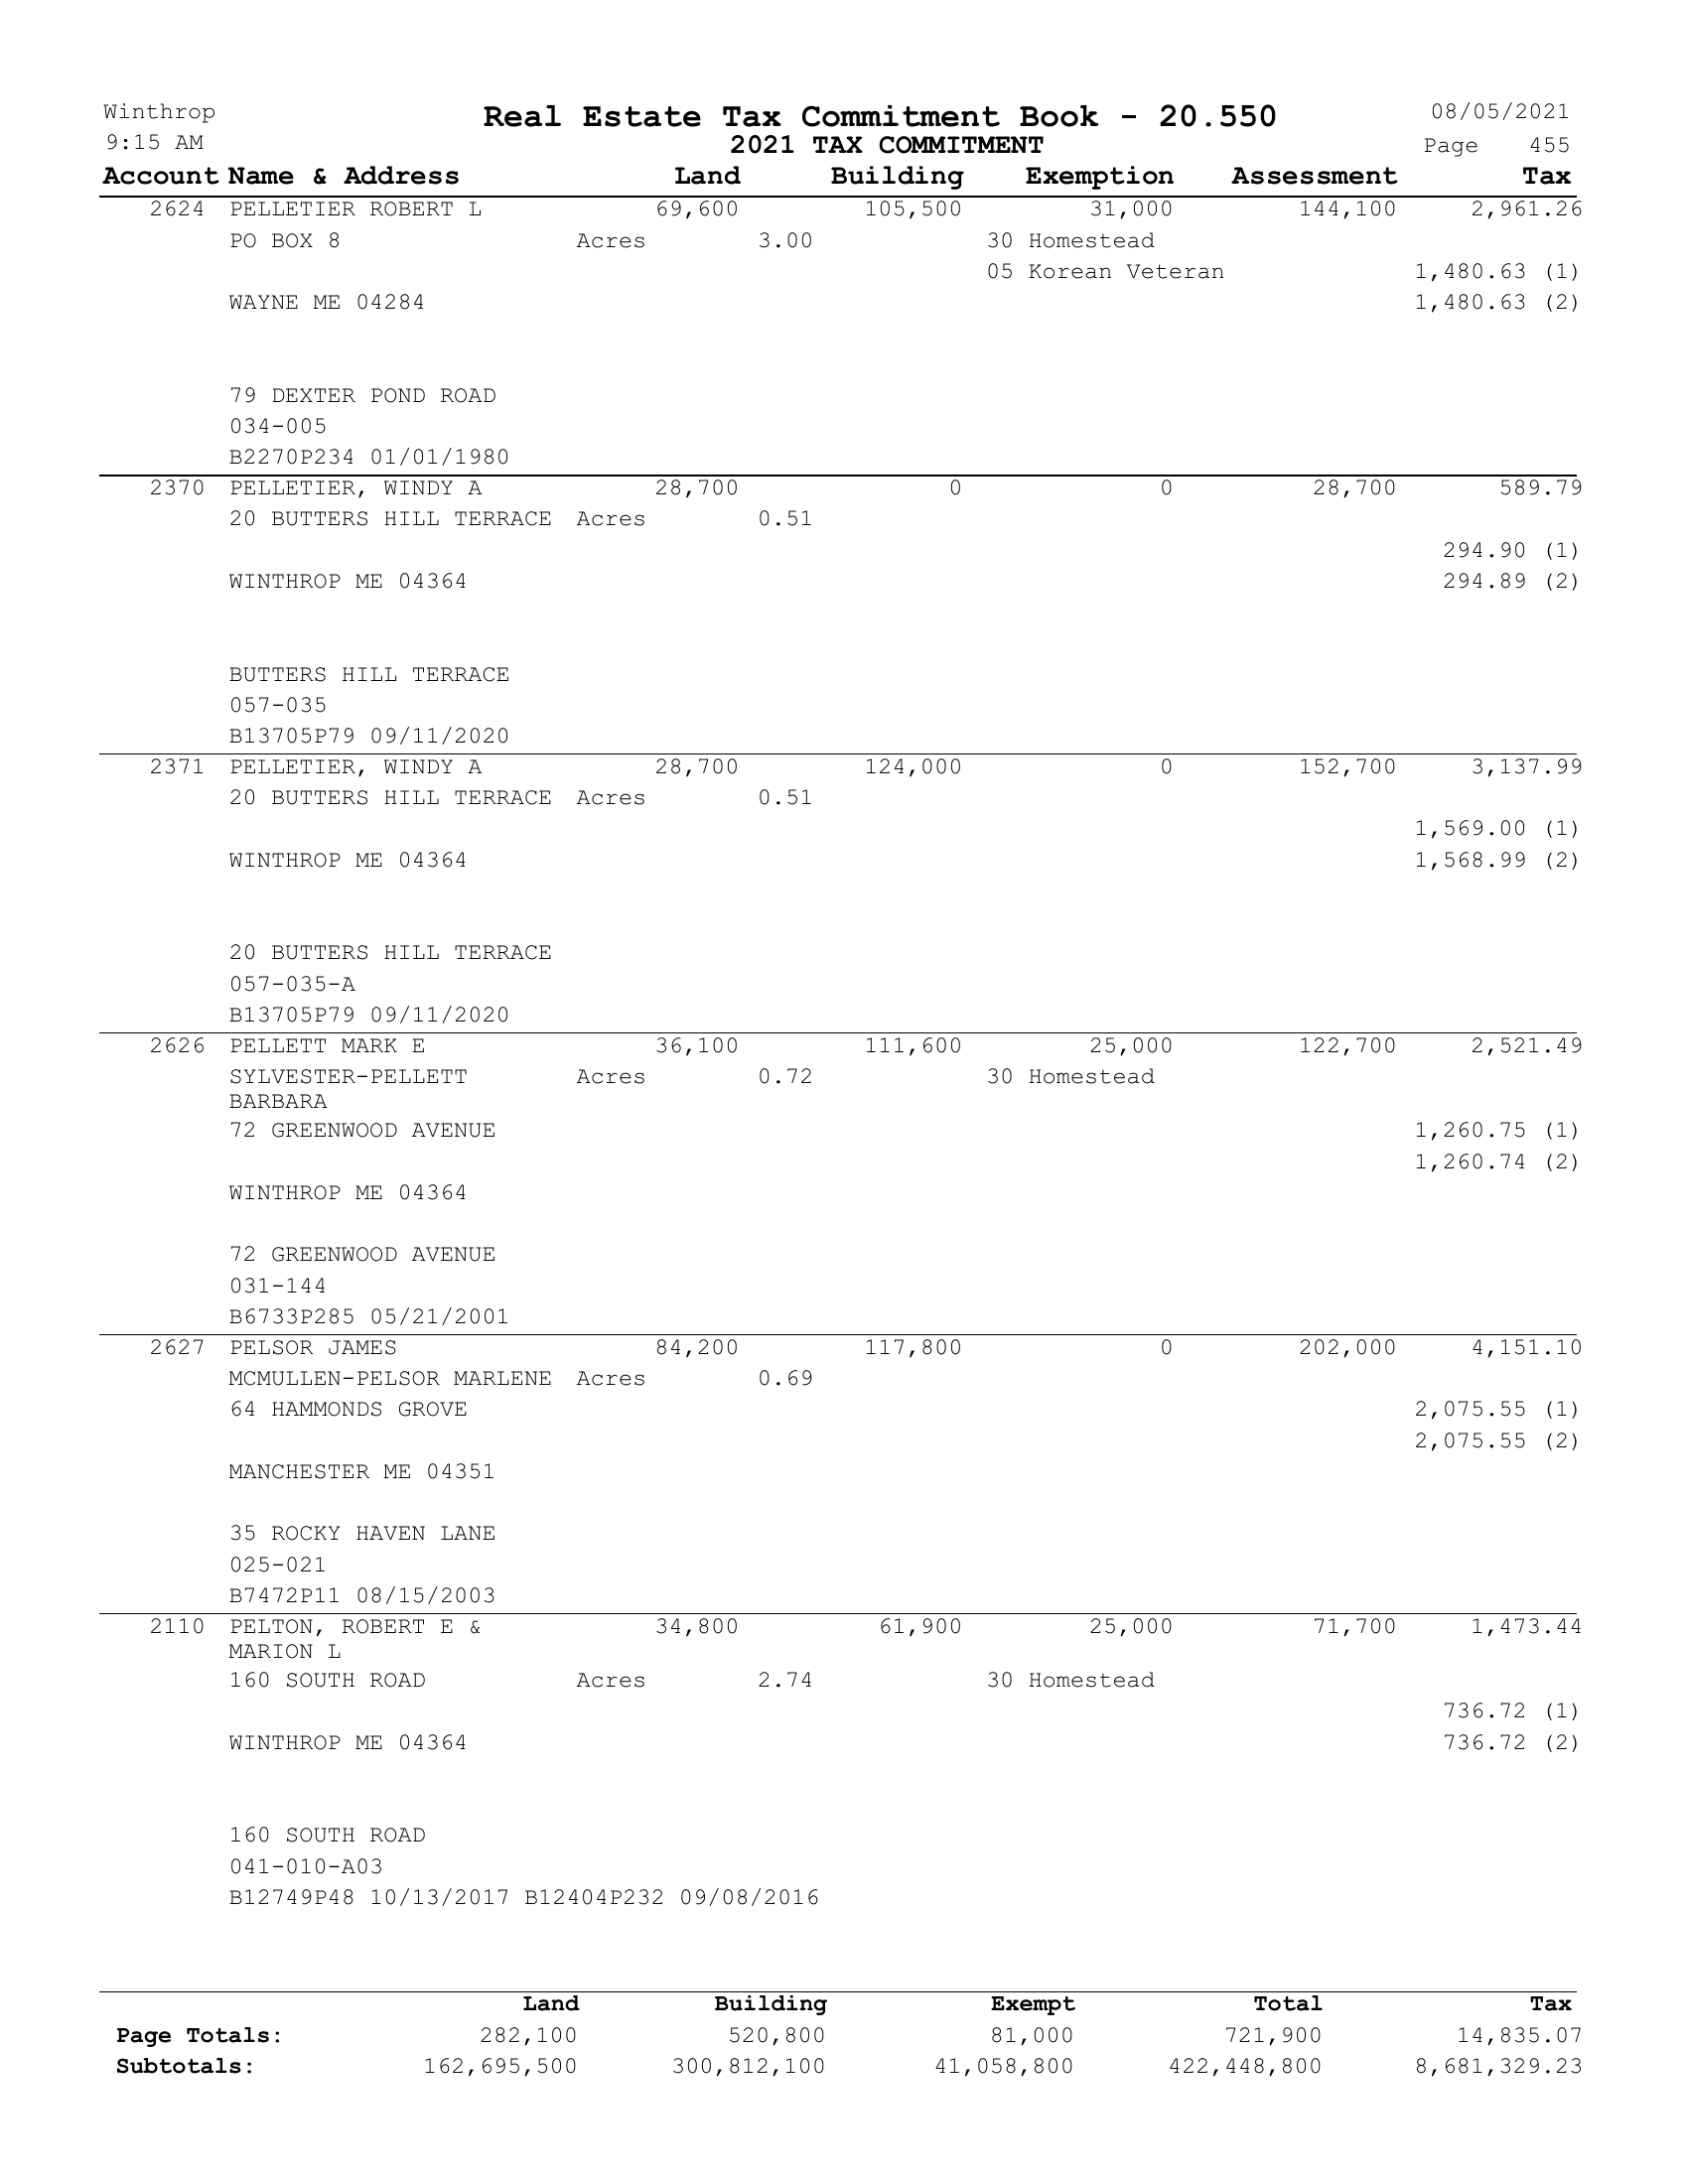 Winthrop Real Estate Tax Commitment Book - 20.550 08/05/2021
9:15 AM 2021 TAX COMMITMENT Page 455
Account Name & Address Land Building Exemption Assessment Tax
2624 PELLETIER ROBERT L 69,600 105,500 31,000 144,100 2,961.26
PO BOX 8 Acres 3.00 30 Homestead
05 Korean Veteran 1,480.63 (1)
WAYNE ME 04284 1,480.63 (2)
79 DEXTER POND ROAD
034-005
B2270P234 01/01/1980
2370 PELLETIER, WINDY A 28,700 0 0 28,700 589.79
20 BUTTERS HILL TERRACE Acres 0.51
294.90 (1)
WINTHROP ME 04364 294.89 (2)
BUTTERS HILL TERRACE
057-035
B13705P79 09/11/2020
2371 PELLETIER, WINDY A 28,700 124,000 0 152,700 3,137.99
20 BUTTERS HILL TERRACE Acres 0.51
1,569.00 (1)
WINTHROP ME 04364 1,568.99 (2)
20 BUTTERS HILL TERRACE
057-035-A
B13705P79 09/11/2020
2626 PELLETT MARK E 36,100 111,600 25,000 122,700 2,521.49
SYLVESTER-PELLETT Acres 0.72 30 Homestead
BARBARA
72 GREENWOOD AVENUE 1,260.75 (1)
1,260.74 (2)
WINTHROP ME 04364
72 GREENWOOD AVENUE
031-144
B6733P285 05/21/2001
2627 PELSOR JAMES 84,200 117,800 0 202,000 4,151.10
MCMULLEN-PELSOR MARLENE Acres 0.69
64 HAMMONDS GROVE 2,075.55 (1)
2,075.55 (2)
MANCHESTER ME 04351
35 ROCKY HAVEN LANE
025-021
B7472P11 08/15/2003
2110 PELTON, ROBERT E & 34,800 61,900 25,000 71,700 1,473.44
MARION L
160 SOUTH ROAD Acres 2.74 30 Homestead
736.72 (1)
WINTHROP ME 04364 736.72 (2)
160 SOUTH ROAD
041-010-A03
B12749P48 10/13/2017 B12404P232 09/08/2016
Land Building Exempt Total Tax
Page Totals: 282,100 520,800 81,000 721,900 14,835.07
Subtotals: 162,695,500 300,812,100 41,058,800 422,448,800 8,681,329.23